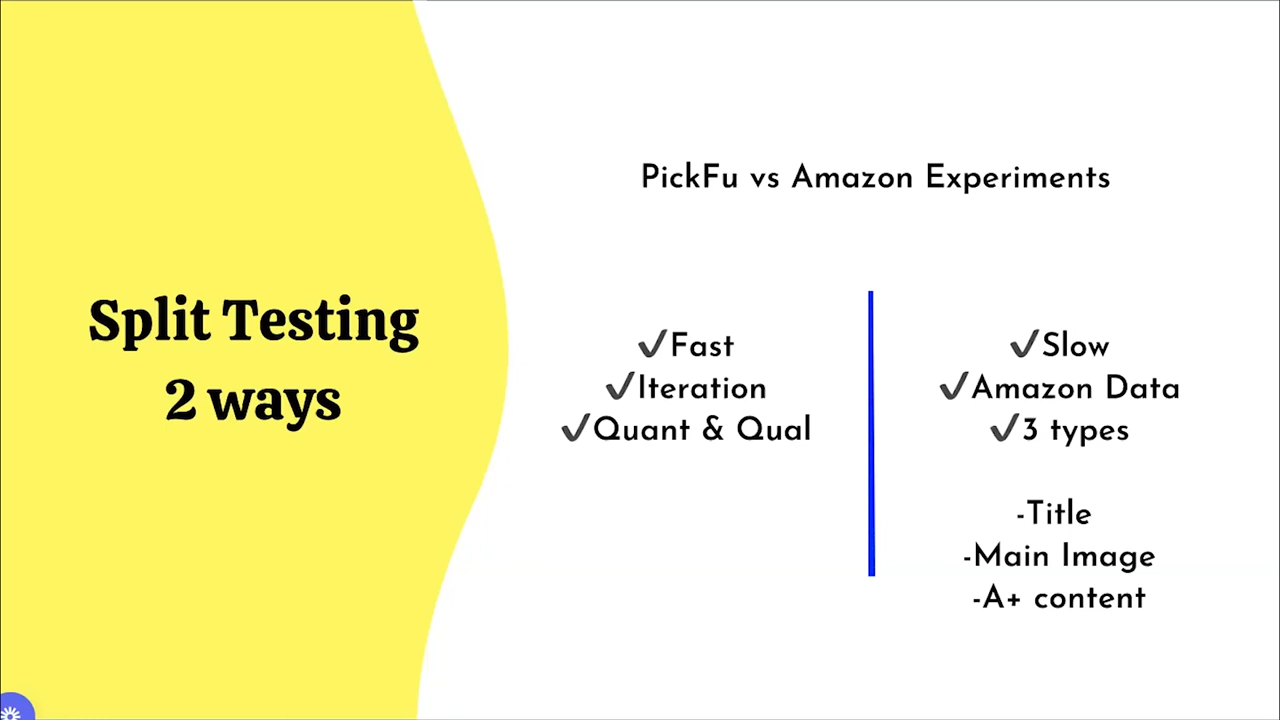 Split Testing
2 ways
PickFu vs Amazon Experiments
✓Fast
✓Iteration
✓Quant & Qual
✓Slow
✓Amazon Data
✓3 types
-Title
-Main Image
-A+ content